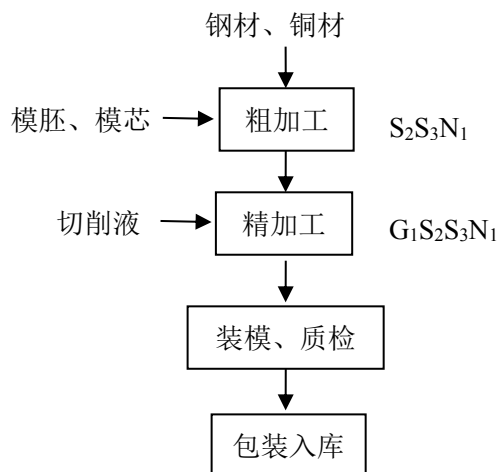 钢材、铜材
模胚、模芯
粗加工
S₂S₃N₁
切削液
精加工
G₁S₂S₃N₁
装模、质检
包装入库